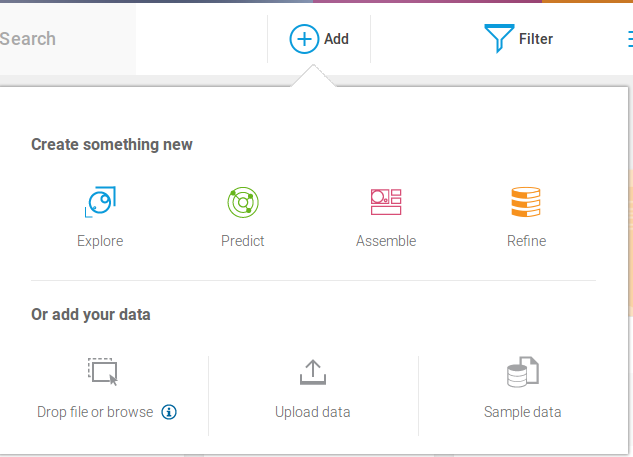 Search
Add
Filter
Create something new
Explore
Predict
Assemble
Refine
Or add your data
Drop file or browse
Upload data
Sample data